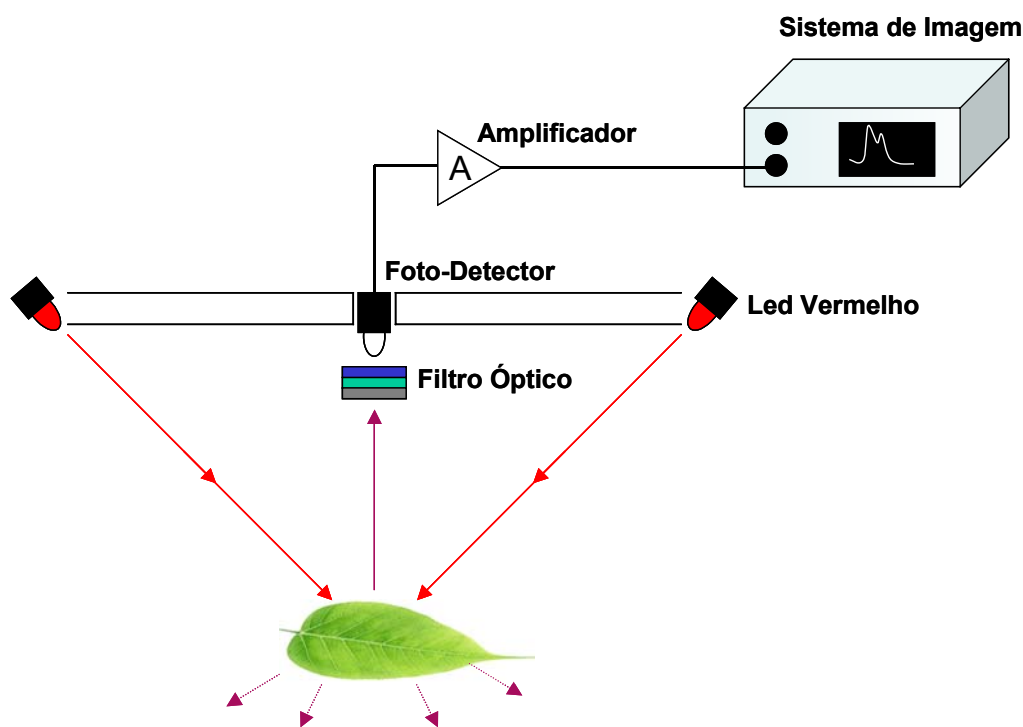 Sistema de Imagem
Amplificador
A
Foto-Detector
Led Vermelho
Filtro Óptico